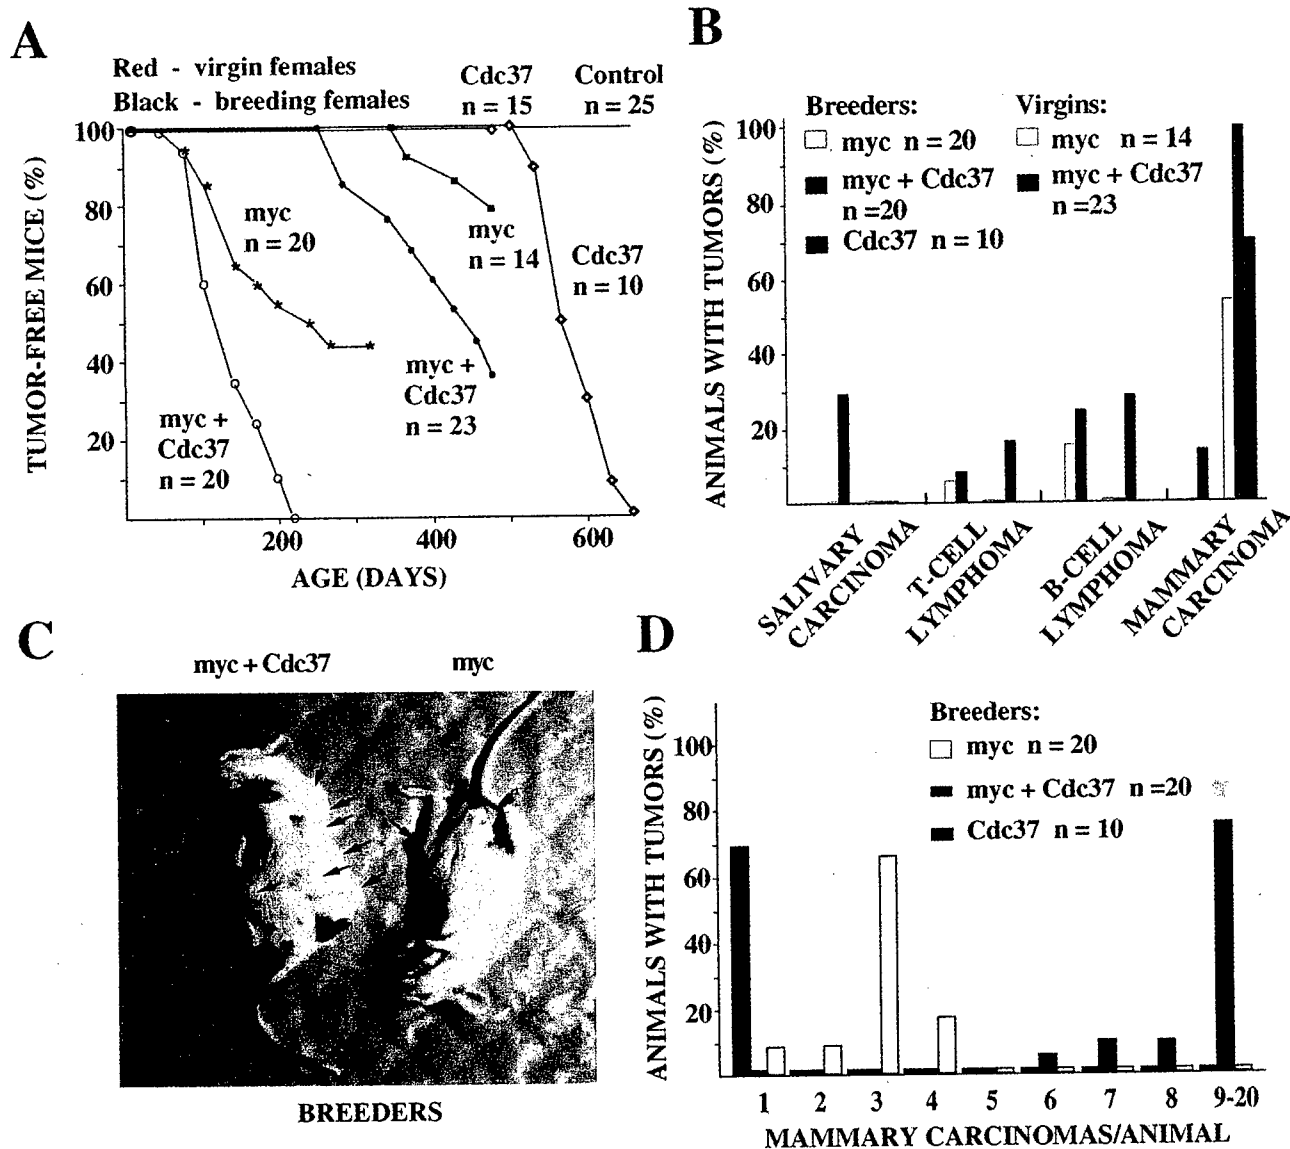 A
Red - virgin females
Black - breeding females
Cdc37
n = 15
Control
n = 25
TUMOR-FREE MICE (%)
100
80
60
40
20
myc
n = 20
myc
n = 14
Cdc37
n = 10
myc +
Cdc37
n = 23
myc +
Cdc37
n = 20
200
400
600
AGE (DAYS)
B
ANIMALS WITH TUMORS (%)
100
80
60
40
20
Breeders:
myc n = 20
myc + Cdc37
n =20
Cdc37 n = 10
Virgins:
myc n = 14
myc + Cdc37
n =23
SALIVARY
CARCINOMA
T-CELL
LYMPHOMA
B-CELL
LYMPHOMA
MAMMARY
CARCINOMA
C
myc + Cdc37
myc
BREEDERS
D
ANIMALS WITH TUMORS (%)
100
80
60
40
20
Breeders:
myc n = 20
myc + Cdc37 n =20
Cdc37 n = 10
1 2 3 4 5 6 7 8 9-20
MAMMARY CARCINOMAS/ANIMAL